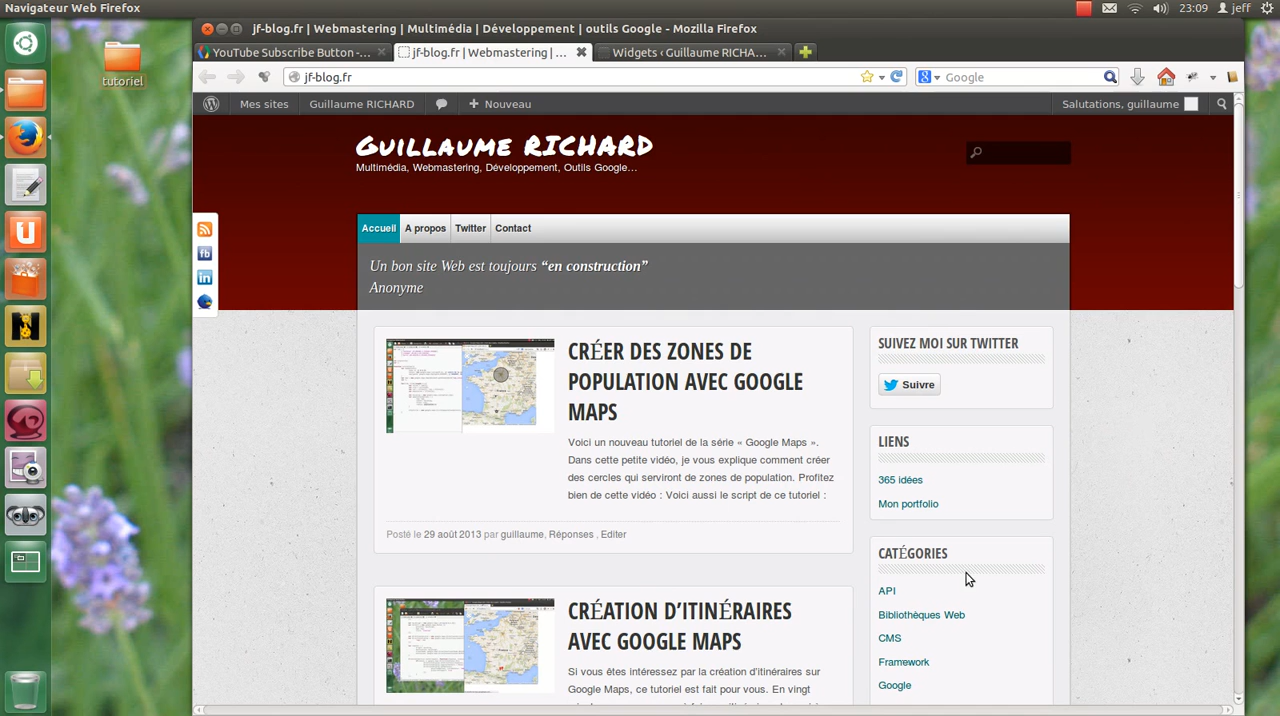 Navigateur Web Firefox
23:09
jeff
tutoriel
jf-blog.fr | Webmastering | Multimédia | Développement | outils Google - Mozilla Firefox
YouTube Subscribe Button -...
jf-blog.fr | Webmastering | ...
Widgets ‹ Guillaume RICHA...
jf-blog.fr
Google
Mes sites
Guillaume RICHARD
Nouveau
Salutations, guillaume
Guillaume RICHARD
Multimédia, Webmastering, Développement, Outils Google…
Accueil
A propos
Twitter
Contact
Un bon site Web est toujours “en construction”
Anonyme
CRÉER DES ZONES DE
POPULATION AVEC GOOGLE
MAPS
Voici un nouveau tutoriel de la série « Google Maps ».
Dans cette petite vidéo, je vous explique comment créer
des cercles qui serviront de zones de population. Profitez
bien de cette vidéo : Voici aussi le script de ce tutoriel :
Posté le 29 août 2013 par guillaume, Réponses , Editer
CRÉATION D’ITINÉRAIRES
AVEC GOOGLE MAPS
Si vous êtes intéressez par la création d’itinéraires sur
Google Maps, ce tutoriel est fait pour vous. En vingt
SUIVEZ MOI SUR TWITTER
Suivre
LIENS
365 idées
Mon portfolio
CATÉGORIES
API
Bibliothèques Web
CMS
Framework
Google